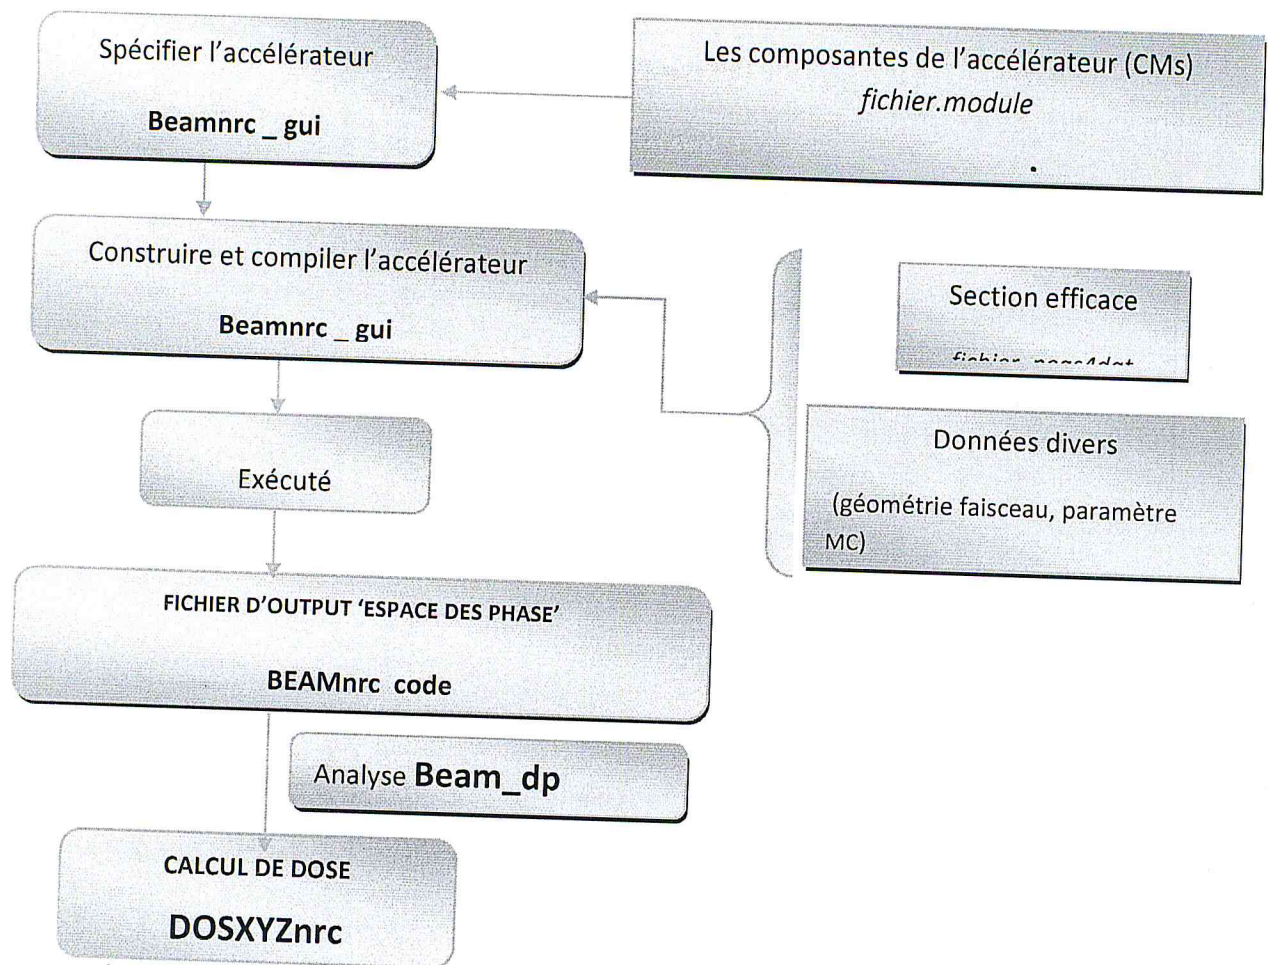 Spécifier l'accélérateur
Beamnrc _ gui
Les composantes de l'accélérateur (CMs)
fichier.module
.
Construire et compiler l'accélérateur
Beamnrc _ gui
Section efficace
fichier
Données divers
(géométrie faisceau, paramètre
MC)
Exécuté
FICHIER D'OUTPUT 'ESPACE DES PHASE'
BEAMnrc code
Analyse Beam_dp
CALCUL DE DOSE
DOSXYZnrc